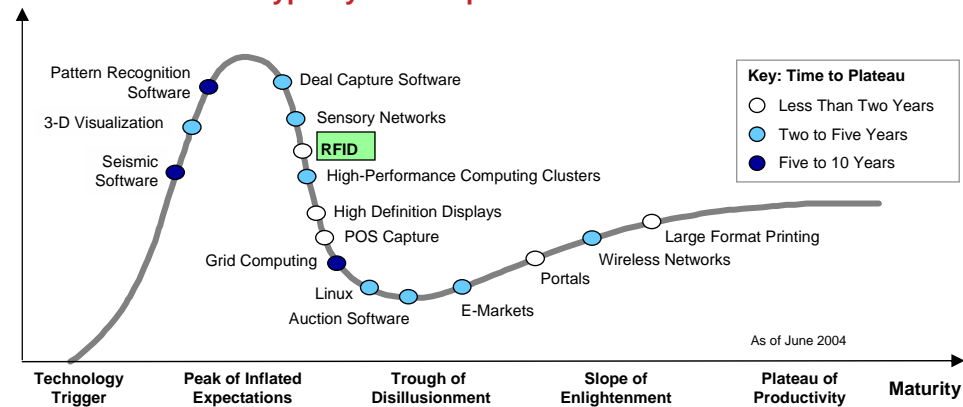 Pattern Recognition
Software
Deal Capture Software
3-D Visualization
Sensory Networks
RFID
Seismic
Software
High-Performance Computing Clusters
High Definition Displays
POS Capture
Grid Computing
Linux
Auction Software
E-Markets
Portals
Wireless Networks
Large Format Printing
Key: Time to Plateau
Less Than Two Years
Two to Five Years
Five to 10 Years
As of June 2004
Technology
Trigger
Peak of Inflated
Expectations
Trough of
Disillusionment
Slope of
Enlightenment
Plateau of
Productivity
Maturity